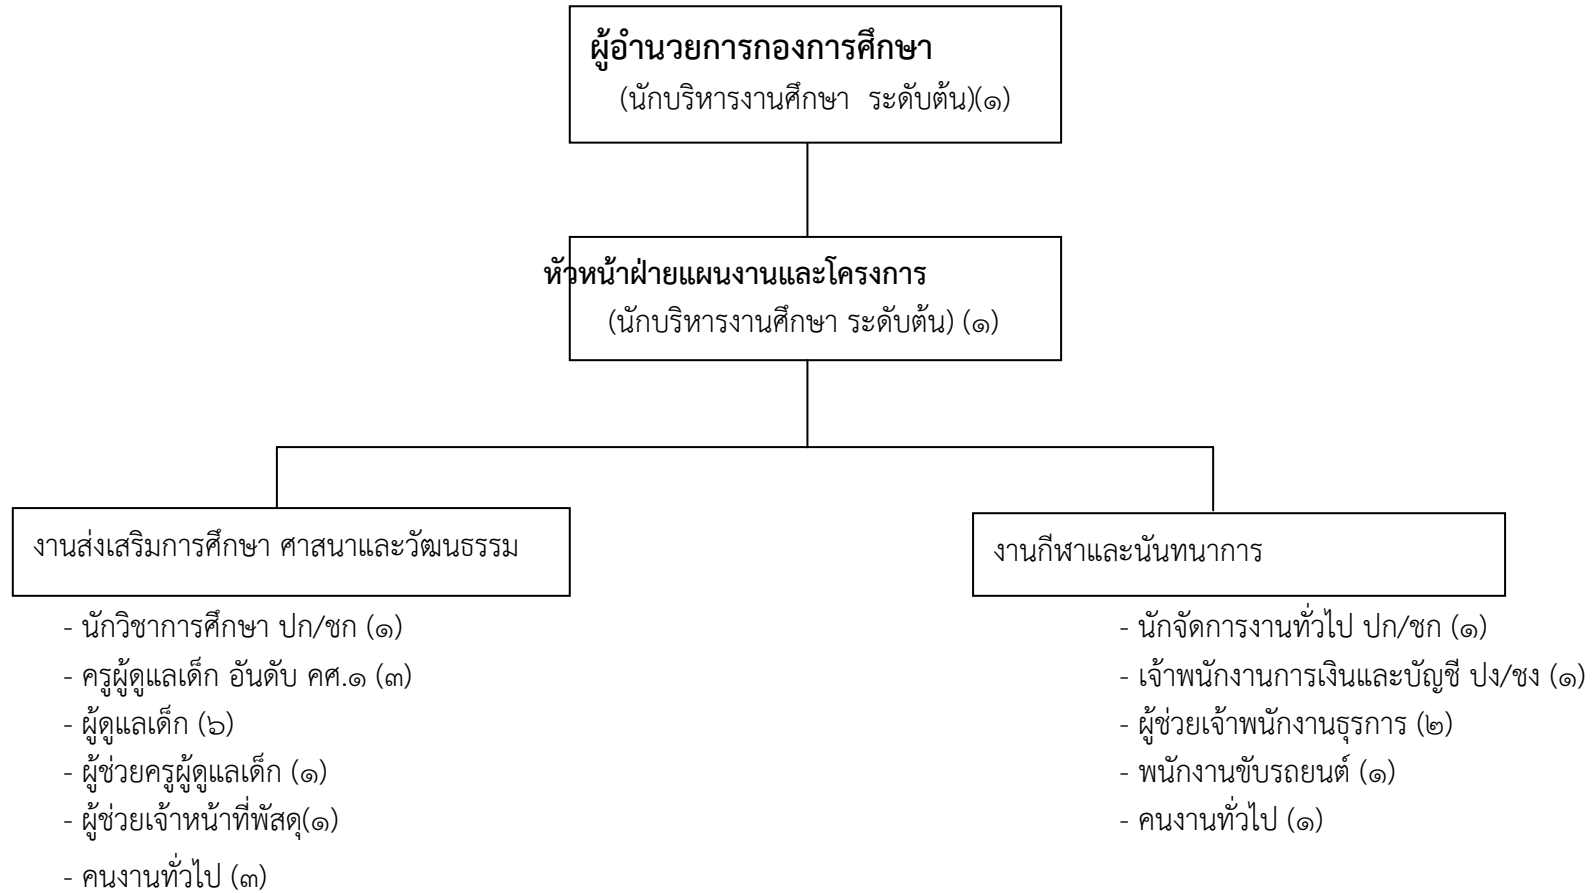 ผู้อำนวยการกองการศึกษา
(นักบริหารงานศึกษา ระดับต้น)(๑)
หัวหน้าฝ่ายแผนงานและโครงการ
(นักบริหารงานศึกษา ระดับต้น) (๑)
งานส่งเสริมการศึกษา ศาสนาและวัฒนธรรม
- นักวิชาการศึกษา ปก/ชก (๑)
- ครูผู้ดูแลเด็ก อันดับ คศ.๑ (๓)
- ผู้ดูแลเด็ก (๖)
- ผู้ช่วยครูผู้ดูแลเด็ก (๑)
- ผู้ช่วยเจ้าหน้าที่พัสดุ(๑)
- คนงานทั่วไป (๓)
งานกีฬาและนันทนาการ
- นักจัดการงานทั่วไป ปก/ชก (๑)
- เจ้าพนักงานการเงินและบัญชี ปง/ชง (๑)
- ผู้ช่วยเจ้าพนักงานธุรการ (๒)
- พนักงานขับรถยนต์ (๑)
- คนงานทั่วไป (๑)